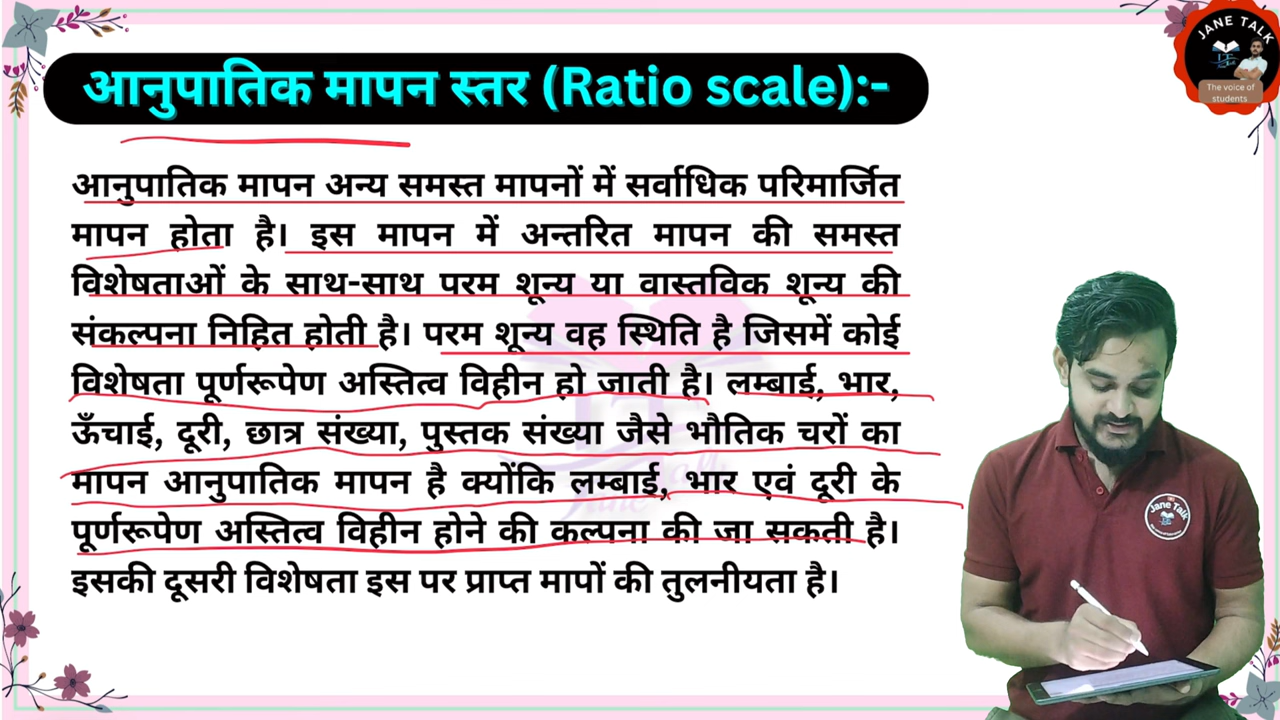 आनुपातिक मापन स्तर (Ratio scale):-
JANE TALK
The voice of
students
आनुपातिक मापन अन्य समस्त मापनों में सर्वाधिक परिमार्जित
मापन होता है। इस मापन में अन्तरित मापन की समस्त
विशेषताओं के साथ-साथ परम शून्य या वास्तविक शून्य की
संकल्पना निहित होती है। परम शून्य वह स्थिति है जिसमें कोई
विशेषता पूर्णरूपेण अस्तित्व विहीन हो जाती है। लम्बाई, भार,
ऊँचाई, दूरी, छात्र संख्या, पुस्तक संख्या जैसे भौतिक चरों का
मापन आनुपातिक मापन है क्योंकि लम्बाई, भार एवं दूरी के
पूर्णरूपेण अस्तित्व विहीन होने की कल्पना की जा सकती है।
इसकी दूसरी विशेषता इस पर प्राप्त मापों की तुलनीयता है।
Jane Talk